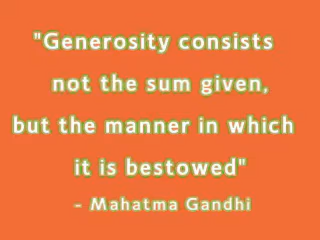 "Generosity consists
not the sum given,
but the manner in which
it is bestowed"
- Mahatma Gandhi